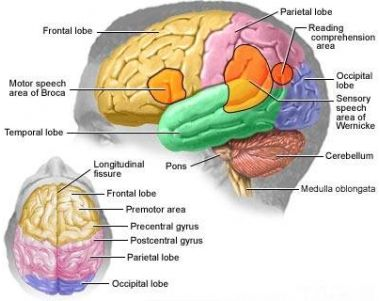 Parietal lobe
Frontal lobe
Reading
comprehension
area
Motor speech
area of Broca
Occipital
lobe
Sensory
speech
area of
Wernicke
Temporal lobe
Pons
Cerebellum
Medulla oblongata
Longitudinal
fissure
Frontal lobe
Premotor area
Precentral gyrus
Postcentral gyrus
Parietal lobe
Occipital lobe